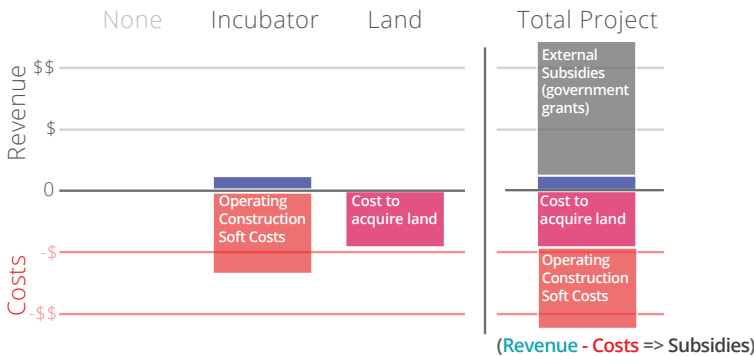 None Incubator Land Total Project
Revenue
$$
$
0
Costs
-$
-$$
Operating
Construction
Soft Costs
Cost to
acquire land
External
Subsidies
(government
grants)
Cost to
acquire land
Operating
Construction
Soft Costs
(Revenue - Costs => Subsidies)